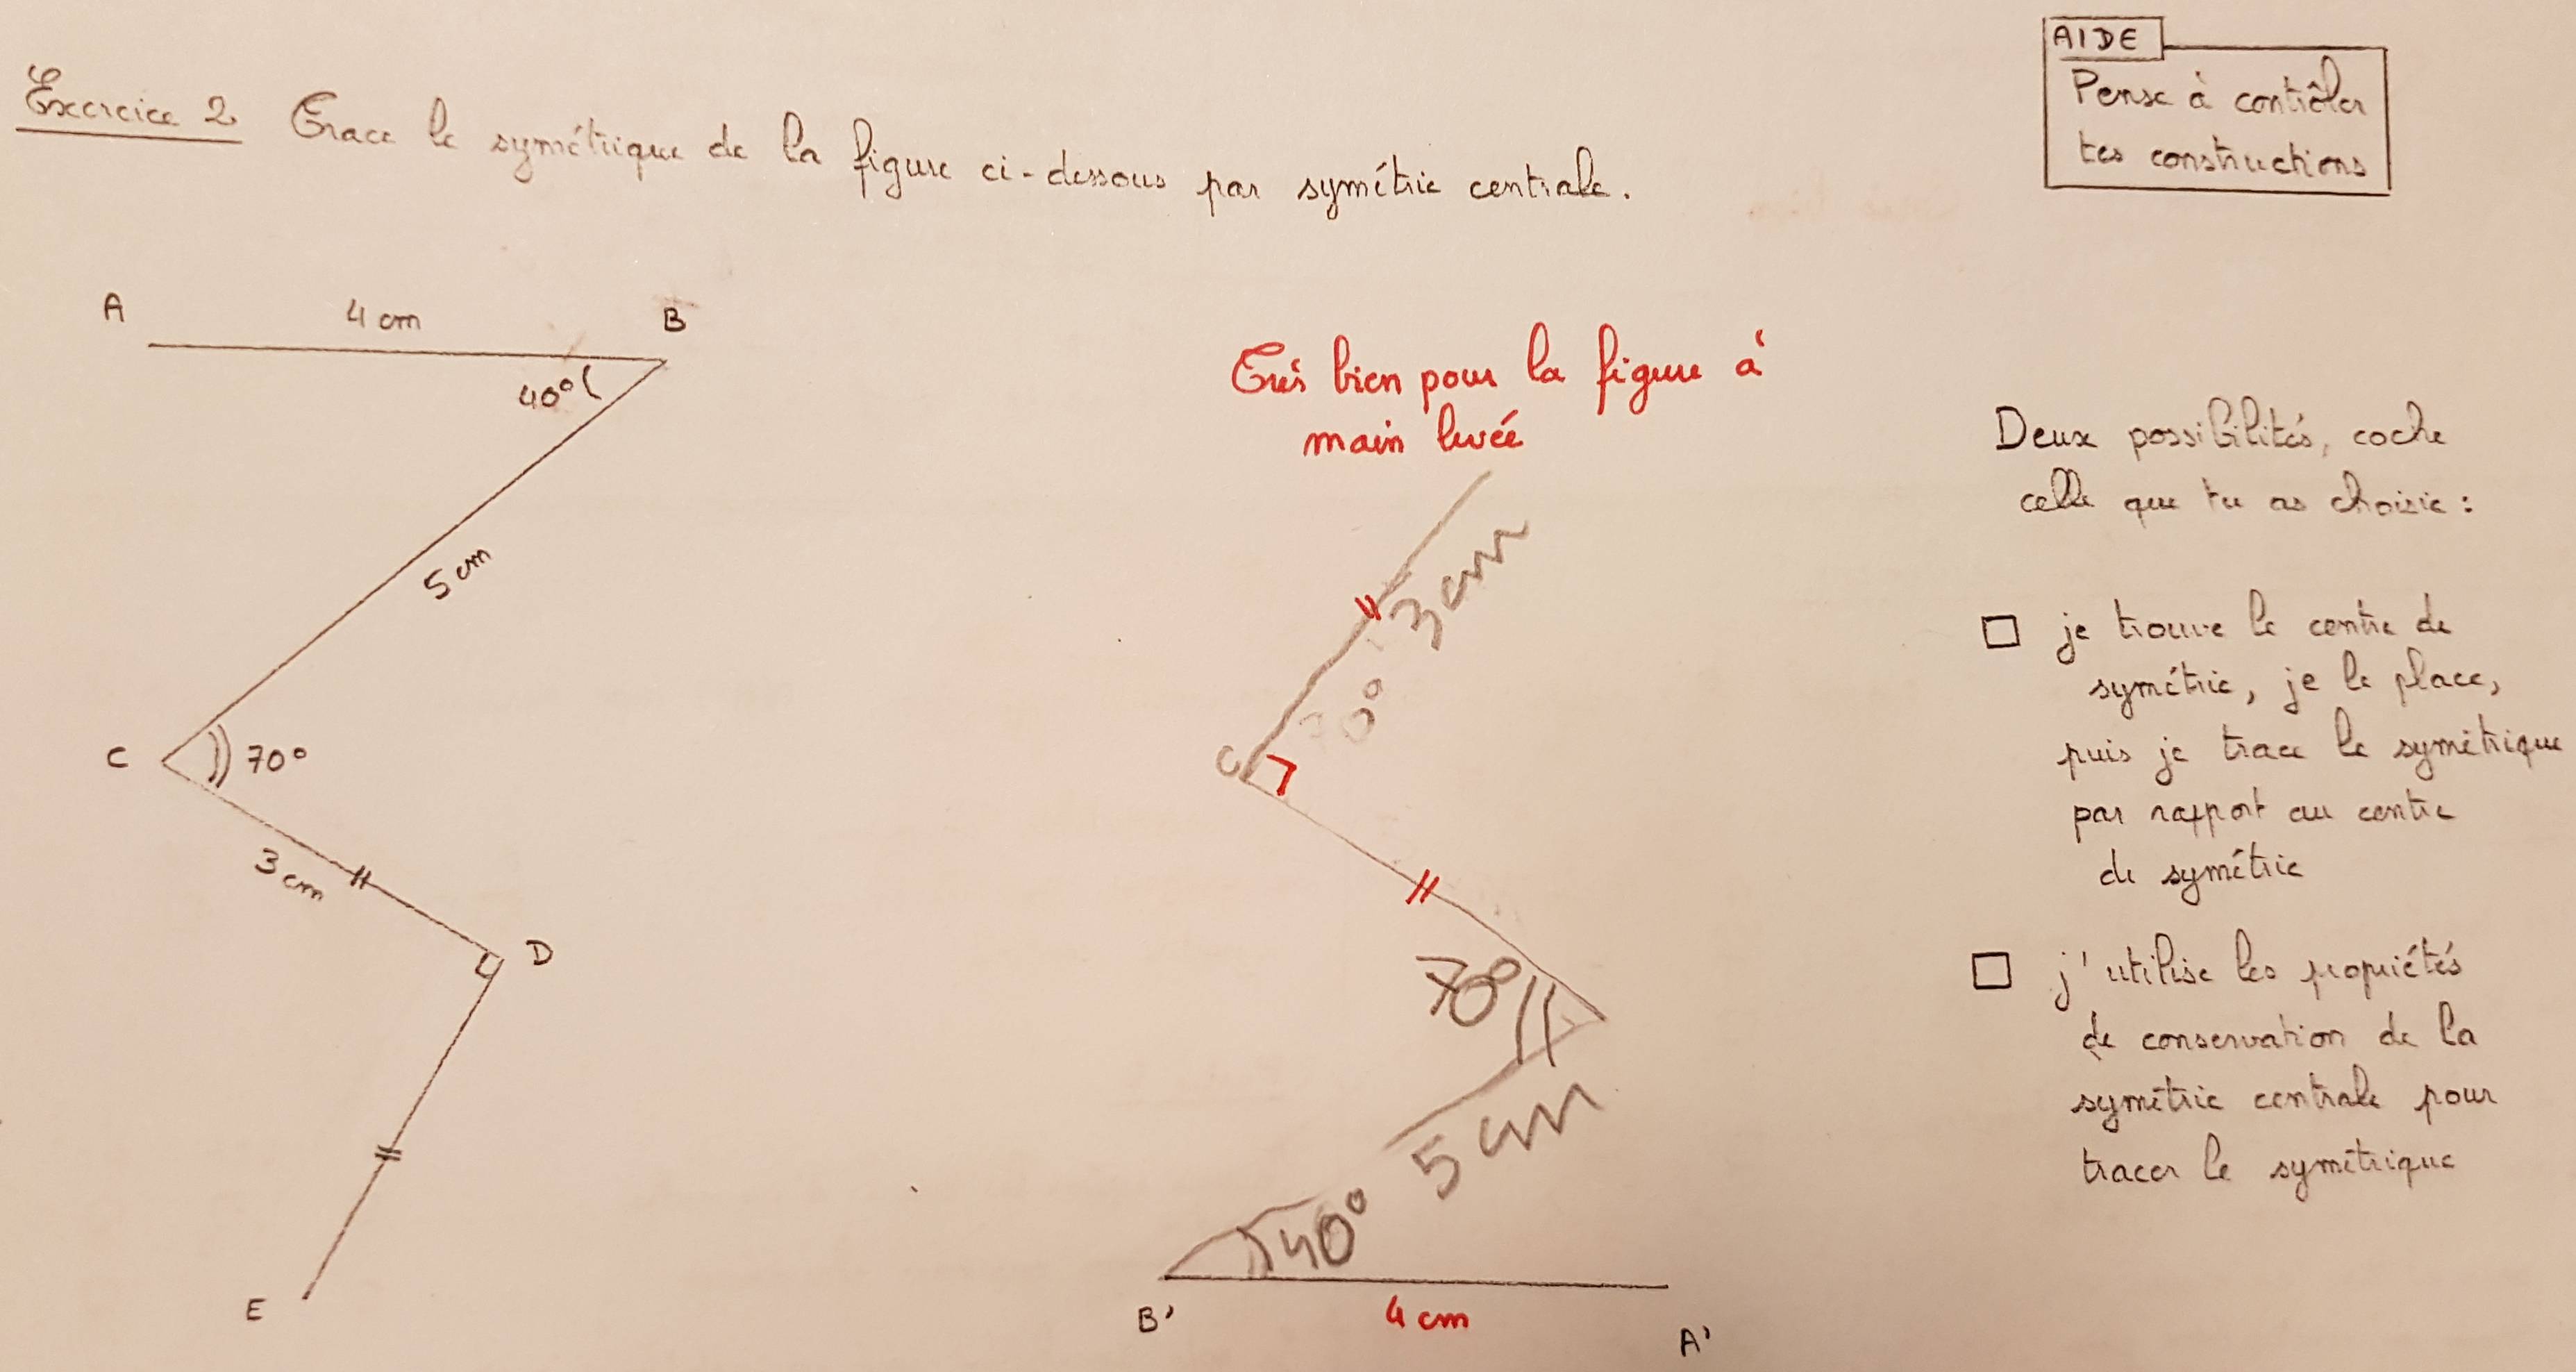 AIDE
Pense à contrôler
tes constructions
Exercice 2 Trace le symétrique de la figure ci-dessous par symétrie centrale.
A
4 cm
B
40°
5 cm
C
70°
3 cm
D
E
Très bien pour la figure à
main levée
3 cm
70°
C
70°
5 cm
40°
B'
4 cm
A'
Deux possibilités, coche
celle que tu as choisie :
je trouve le centre de
symétrie, je le place,
puis je trace le symétrique
par rapport au centre
de symétrie
j'utilise les propriétés
de conservation de la
symétrie centrale pour
tracer le symétrique